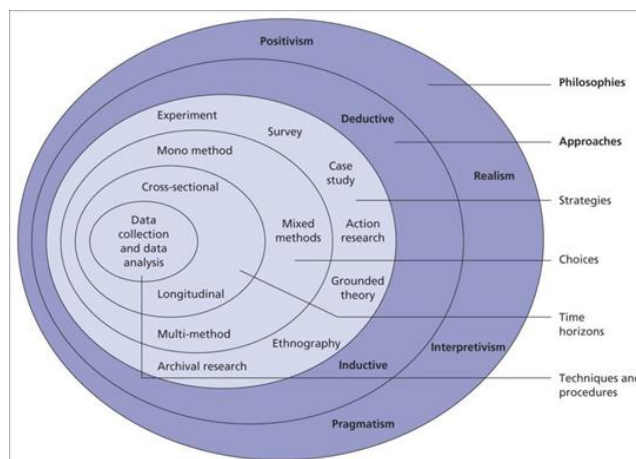 Positivism
Philosophies
Experiment
Deductive
Survey
Approaches
Mono method
Case
study
Realism
Cross-sectional
Strategies
Data
collection
and data
analysis
Mixed
methods
Action
research
Choices
Grounded
theory
Longitudinal
Time
horizons
Multi-method
Ethnography
Interpretivism
Archival research
Inductive
Techniques and
procedures
Pragmatism